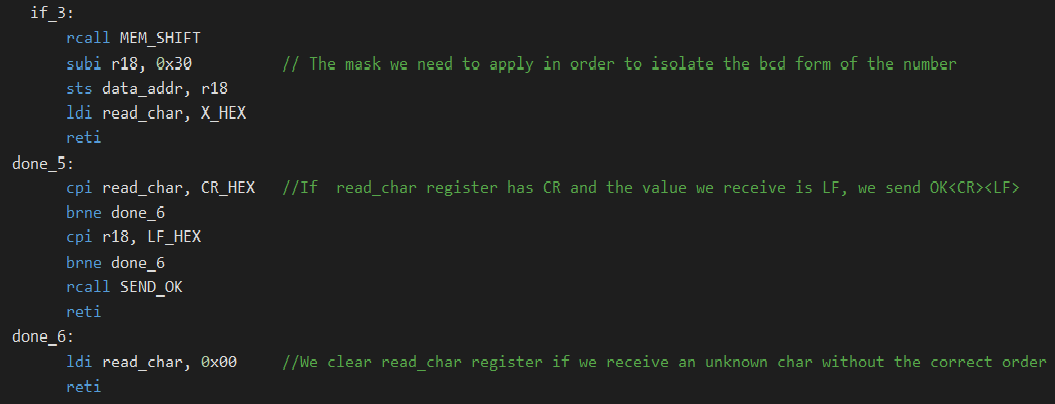 if_3:
rcall MEM_SHIFT
subi r18, 0x30 // The mask we need to apply in order to isolate the bcd form of the number
sts data_addr, r18
ldi read_char, X_HEX
reti
done_5:
cpi read_char, CR_HEX //If read_char register has CR and the value we receive is LF, we send OK<CR><LF>
brne done_6
cpi r18, LF_HEX
brne done_6
rcall SEND_OK
reti
done_6:
ldi read_char, 0x00 //We clear read_char register if we receive an unknown char without the correct order
reti